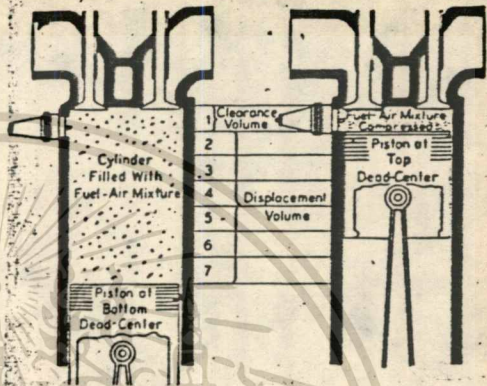 Cylinder
Filled With
Fuel-Air Mixture
Piston at
Bottom
Dead-Center
1
2
3
4
5
6
7
Clearance
Volume
Displacement
Volume
Fuel-Air Mixture
Compressed
Piston at
Top
Dead-Center